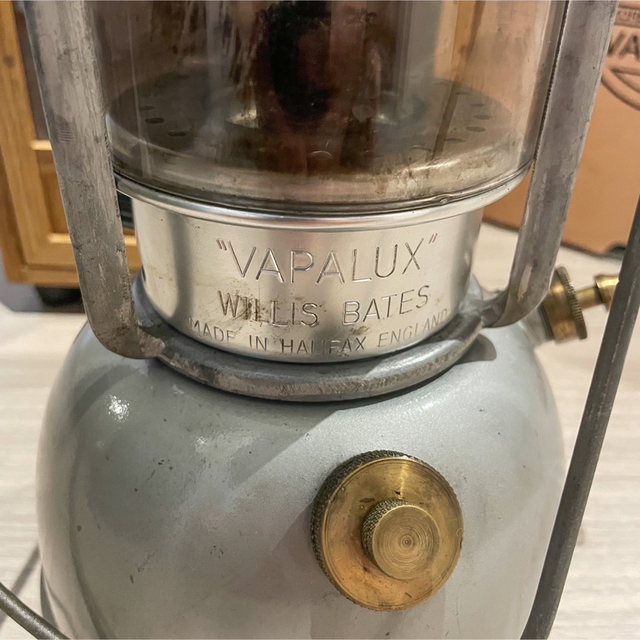 "VAPALUX"
WILLIS BATES
MADE IN HALIFAX ENGLAND